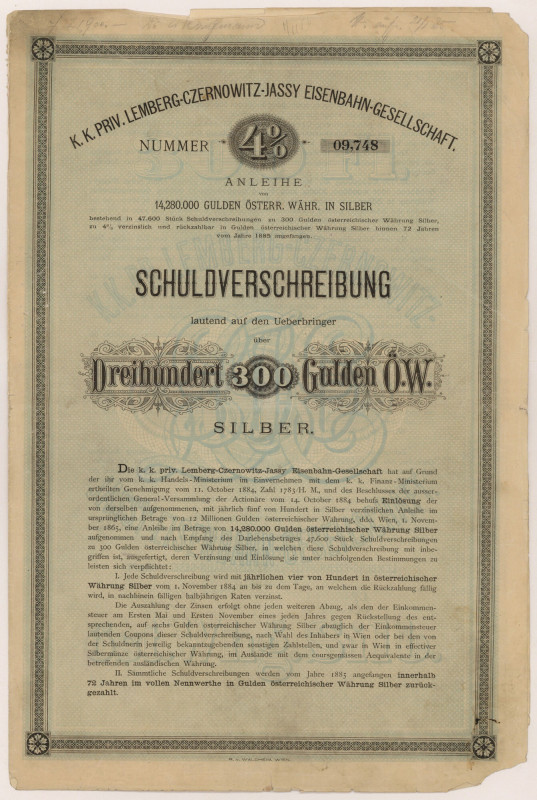 K. K. PRIV. LEMBERG-CZERNOWITZ-JASSY EISENBAHN-GESELLSCHAFT.
NUMMER 4% 09,748
ANLEIHE
von
14,280.000 GULDEN ÖSTERR. WÄHR. IN SILBER
bestehend in 47.600 Stück Schuldverschreibungen zu 300 Gulden österreichischer Währung Silber,
zu 4% verzinslich und rückzahlbar in Gulden österreichischer Währung Silber binnen 72 Jahren
vom Jahre 1885 angefangen.
SCHULDVERSCHREIBUNG
lautend auf den Ueberbringer
über
Dreihundert 300 Gulden Ö.W.
SILBER.
Die k. k. priv. Lemberg-Czernowitz-Jassy Eisenbahn-Gesellschaft hat auf Grund
der ihr vom k. k. Handels-Ministerium im Einvernehmen mit dem k. k. Finanz-Ministerium
ertheilten Genehmigung vom 11. October 1884, Zahl 1783/H. M., und des Beschlusses der ausser-
ordentlichen General-Versammlung der Actionäre vom 14. October 1884 behufs Einlösung der
von derselben aufgenommenen, mit jährlich fünf von Hundert in Silber verzinslichen Anleihe im
ursprünglichen Betrage von 12 Millionen Gulden österreichischer Währung, ddo. Wien, 1. Novem-
ber 1865, eine Anleihe im Betrage von 14,280.000 Gulden österreichischer Währung Silber
aufgenommen und nach Empfang des Darlehensbetrages 47.600 Stück Schuldverschreibungen
zu 300 Gulden österreichischer Währung Silber, in welchen diese Schuldverschreibung mit inbe-
griffen ist, ausgefertigt, deren Verzinsung und Einlösung sie unter nachfolgenden Bestimmungen zu
leisten sich verpflichtet:
I. Jede Schuldverschreibung wird mit jährlichen vier von Hundert in österreichischer
Währung Silber vom 1. November 1884 an bis zu dem Tage, an welchem die Rückzahlung fällig
wird, in nachhinein fälligen halbjährigen Raten verzinst.
Die Auszahlung der Zinsen erfolgt ohne jeden weiteren Abzug, als den der Einkommen-
steuer am Ersten Mai und Ersten November eines jeden Jahres gegen Rückstellung des ent-
sprechenden, auf sechs Gulden österreichischer Währung Silber abzüglich der Einkommensteuer
lautenden Coupons dieser Schuldverschreibung, nach Wahl des Inhabers in Wien oder bei den von
der Schuldnerin jeweilig bekanntzugebenden sonstigen Zahlstellen, und zwar in Wien in effectiver
Silbermünze österreichischer Währung, im Auslande mit dem coursgemässen Aequivalente in der
betreffenden ausländischen Währung.
II. Sämmtliche Schuldverschreibungen werden vom Jahre 1885 angefangen innerhalb
72 Jahren im vollen Nennwerthe in Gulden österreichischer Währung Silber zurück-
gezahlt.